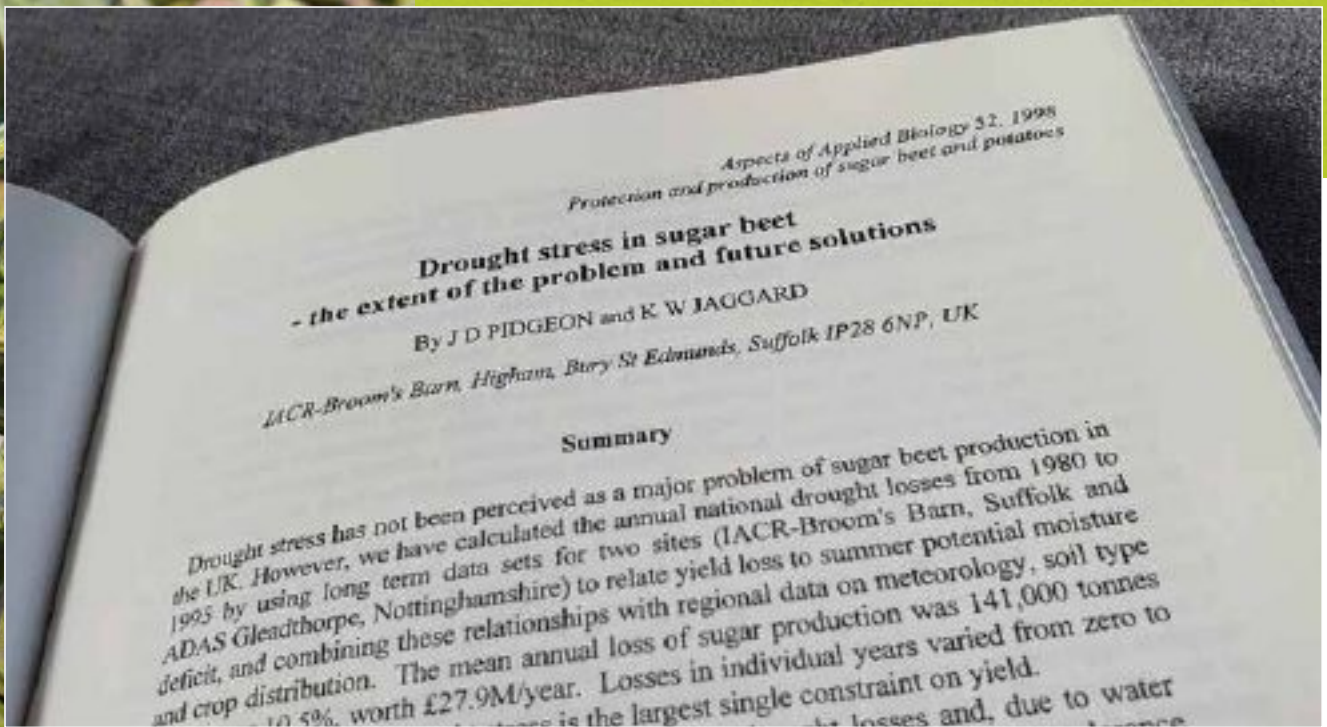 Aspects of Applied Biology 52, 1998
Protection and production of sugar beet and potatoes
Drought stress in sugar beet
- the extent of the problem and future solutions
By J D PIDGEON and K W JAGGARD
IACR-Broom's Barn, Higham, Bury St Edmunds, Suffolk IP28 6NP, UK
Summary
Drought stress has not been perceived as a major problem of sugar beet production in
the UK. However, we have calculated the annual national drought losses from 1980 to
1995 by using long term data sets for two sites (IACR-Broom's Barn, Suffolk and
ADAS Gleadthorpe, Nottinghamshire) to relate yield loss to summer potential moisture
deficit, and combining these relationships with regional data on meteorology, soil type
and crop distribution. The mean annual loss of sugar production was 141,000 tonnes
10.5%, worth £27.9M/year. Losses in individual years varied from zero to
is the largest single constraint on yield.
losses and, due to water